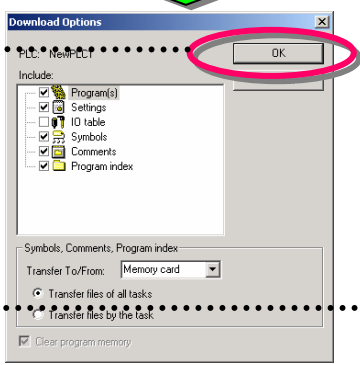 Download Options
PLC: NewPLC1
OK
Include:
Program(s)
Settings
IO table
Symbols
Comments
Program index
Symbols, Comments, Program index
Transfer To/From: Memory card
Transfer files of all tasks
Transfer files by the task
Clear program memory